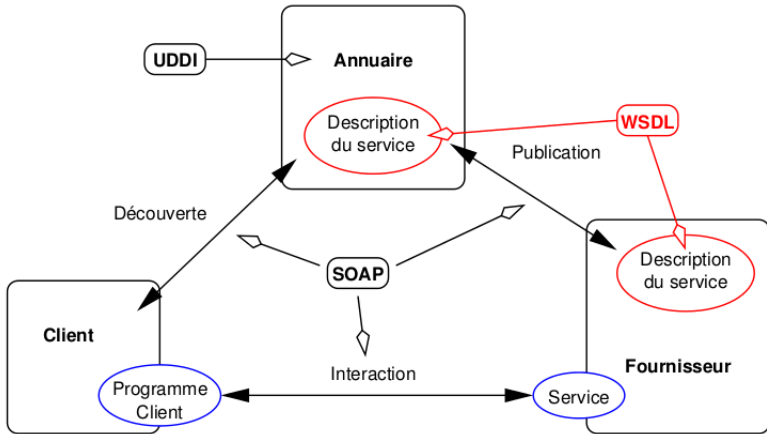 UDDI
Annuaire
Description
du service
WSDL
Publication
Découverte
SOAP
Description
du service
Client
Fournisseur
Interaction
Programme
Client
Service